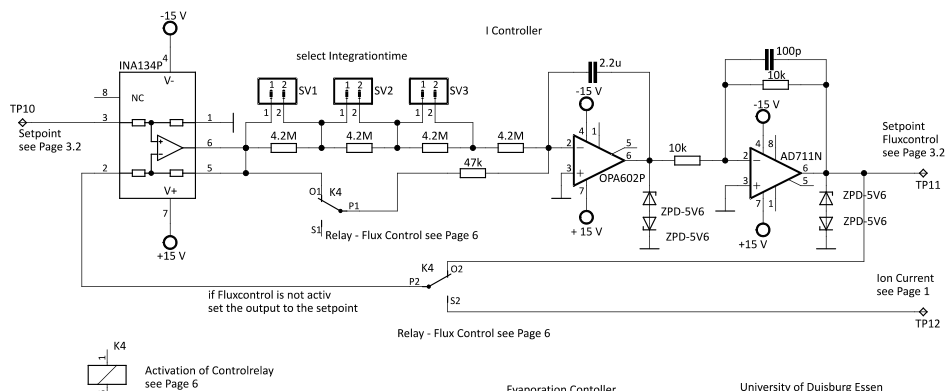 -15 V
I Controller
100p
select Integrationtime
2.2u
10k
INA134P
4
V-
8
NC
1 2
SV1
1 2
SV2
1 2
SV3
-15 V
-15 V
TP10
3
1
1 2
1 2
1 2
4 1
5
4 8
Setpoint
see Page 3.2
6
4.2M
4.2M
4.2M
4.2M
2
6
10k
2
AD711N
6
Setpoint
Fluxcontrol
see Page 3.2
2
5
47k
3
OPA602P
7
3
5
7 1
TP11
V+
O1
K4
P1
ZPD-5V6
ZPD-5V6
7
S1
+ 15 V
ZPD-5V6
+15 V
ZPD-5V6
+15 V
Relay - Flux Control see Page 6
K4
O2
P2
Ion Current
see Page 1
if Fluxcontrol is not activ
set the output to the setpoint
S2
TP12
Relay - Flux Control see Page 6
K4
1
Activation of Controlrelay
see Page 6
Evaporation Contoller
University of Duisburg Essen